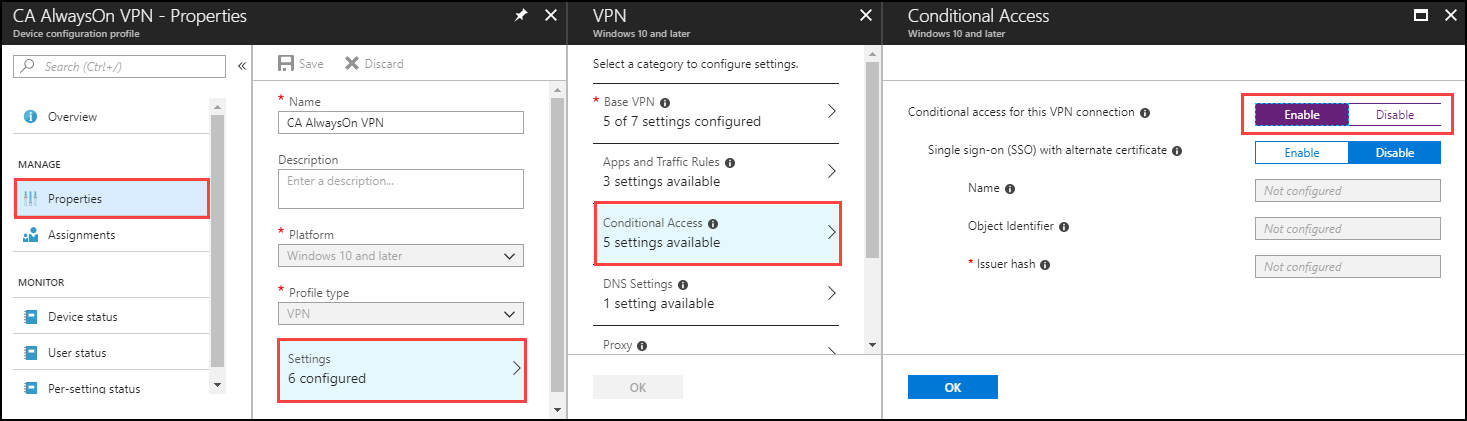 CA AlwaysOn VPN - Properties
Device configuration profile
Search (Ctrl+/)
Overview
MANAGE
Properties
Assignments
MONITOR
Device status
User status
Per-setting status
Save Discard
* Name
CA AlwaysOn VPN
Description
Enter a description...
* Platform
Windows 10 and later
* Profile type
VPN
Settings
6 configured
VPN
Windows 10 and later
Select a category to configure settings.
* Base VPN
5 of 7 settings configured
Apps and Traffic Rules
3 settings available
Conditional Access
5 settings available
DNS Settings
1 setting available
Proxy
OK
Conditional Access
Windows 10 and later
Conditional access for this VPN connection Enable Disable
Single sign-on (SSO) with alternate certificate Enable Disable
Name Not configured
Object Identifier Not configured
* Issuer hash Not configured
OK